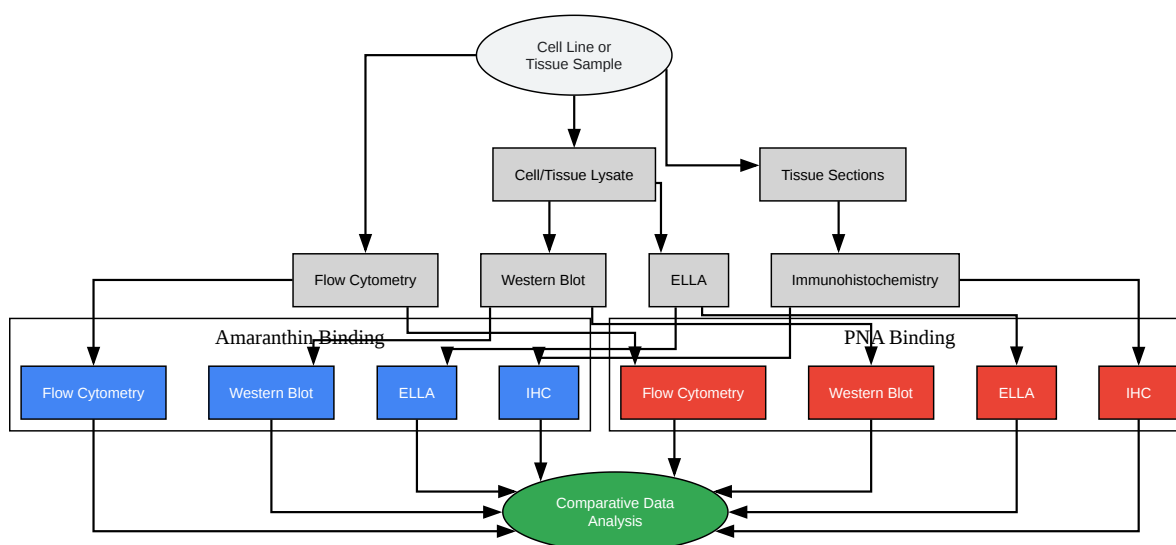 Cell Line or
Tissue Sample
Cell/Tissue Lysate
Tissue Sections
Flow Cytometry
Western Blot
ELLA
Immunohistochemistry
Amaranthin Binding
PNA Binding
Flow Cytometry
Western Blot
ELLA
IHC
Flow Cytometry
Western Blot
ELLA
IHC
Comparative Data
Analysis